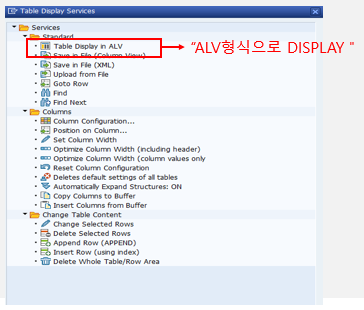 Table Display Services
Services
Standard
Table Display in ALV
"ALV형식으로 DISPLAY "
Save in File (Column View)
Save in File (XML)
Upload from File
Goto Row
Find
Find Next
Columns
Column Configuration...
Position on Column...
Set Column Width
Optimize Column Width (including header)
Optimize Column Width (column values only
Reset Column Configuration
Deletes default settings of all tables
Automatically Expand Structures: ON
Copy Columns to Buffer
Insert Columns from Buffer
Change Table Content
Change Selected Rows
Delete Selected Rows
Append Row (APPEND)
Insert Row (using index)
Delete Whole Table/Row Area